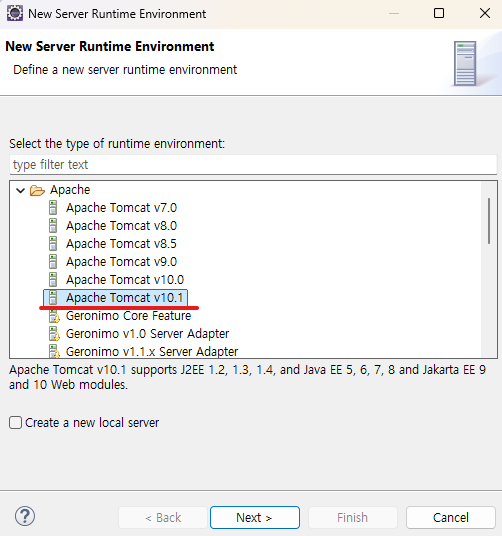 New Server Runtime Environment
New Server Runtime Environment
Define a new server runtime environment
Select the type of runtime environment:
type filter text
Apache
Apache Tomcat v7.0
Apache Tomcat v8.0
Apache Tomcat v8.5
Apache Tomcat v9.0
Apache Tomcat v10.0
Apache Tomcat v10.1
Geronimo Core Feature
Geronimo v1.0 Server Adapter
Geronimo v1.1.x Server Adapter
Apache Tomcat v10.1 supports J2EE 1.2, 1.3, 1.4, and Java EE 5, 6, 7, 8 and Jakarta EE 9
and 10 Web modules.
Create a new local server
? < Back Next > Finish Cancel